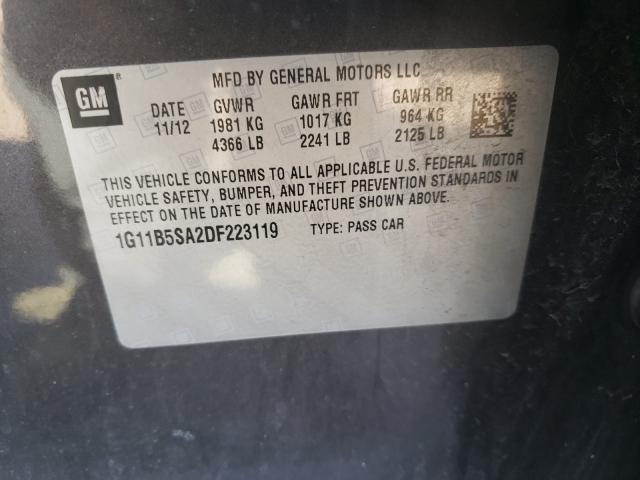 GM
MFD BY GENERAL MOTORS LLC
DATE GVWR GAWR FRT GAWR RR
11/12 1981 KG 1017 KG 964 KG
4366 LB 2241 LB 2125 LB
THIS VEHICLE CONFORMS TO ALL APPLICABLE U.S. FEDERAL MOTOR
VEHICLE SAFETY, BUMPER, AND THEFT PREVENTION STANDARDS IN
EFFECT ON THE DATE OF MANUFACTURE SHOWN ABOVE.
1G11B5SA2DF223119 TYPE: PASS CAR